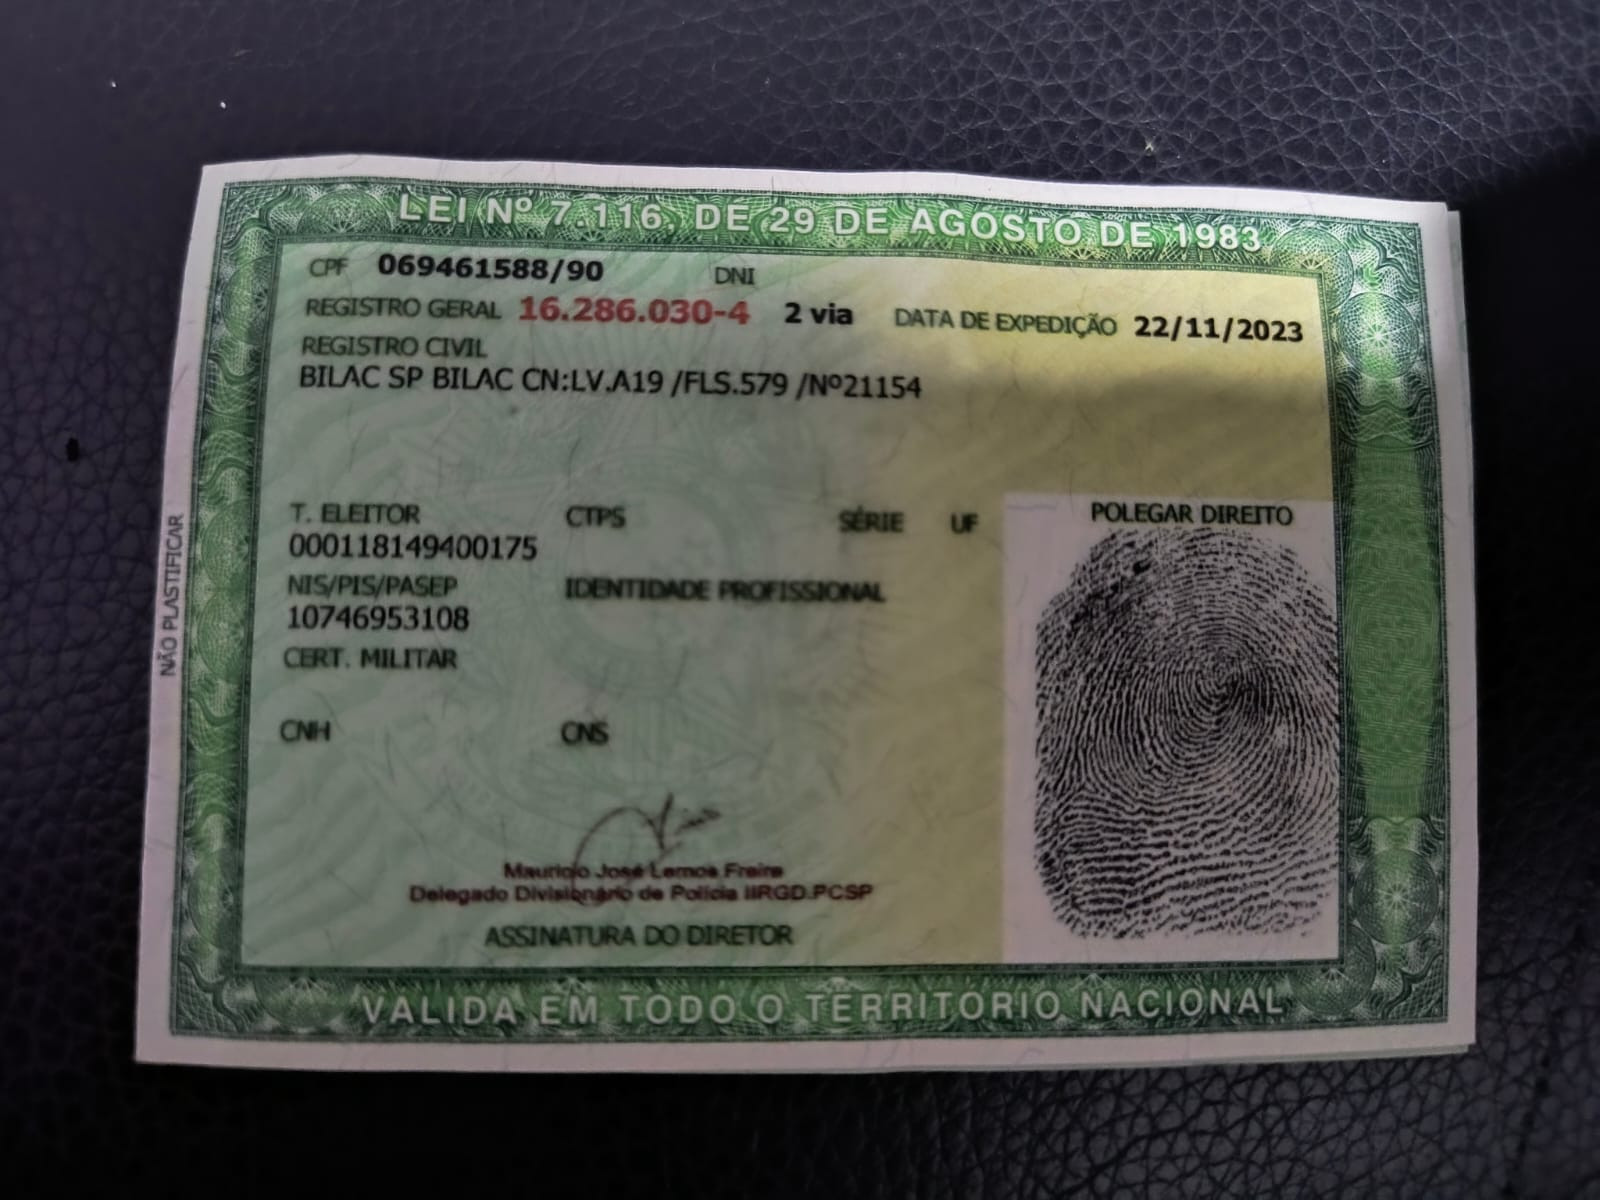 LEI Nº 7.116, DE 29 DE AGOSTO DE 1983
CPF 069461588/90 DNI
REGISTRO GERAL 16.286.030-4 2 via DATA DE EXPEDIÇÃO 22/11/2023
REGISTRO CIVIL
BILAC SP BILAC CN:LV.A19 /FLS.579 /Nº21154
T. ELEITOR CTPS SÉRIE UF POLEGAR DIREITO
000118149400175
NIS/PIS/PASEP IDENTIDADE PROFISSIONAL
10746953108
CERT. MILITAR
CNH CNS
Mauricio José Lemos Freire
Delegado Divisionário de Polícia IIRGD.PCSP
ASSINATURA DO DIRETOR
VALIDA EM TODO O TERRITORIO NACIONAL
NÃO PLASTIFICAR